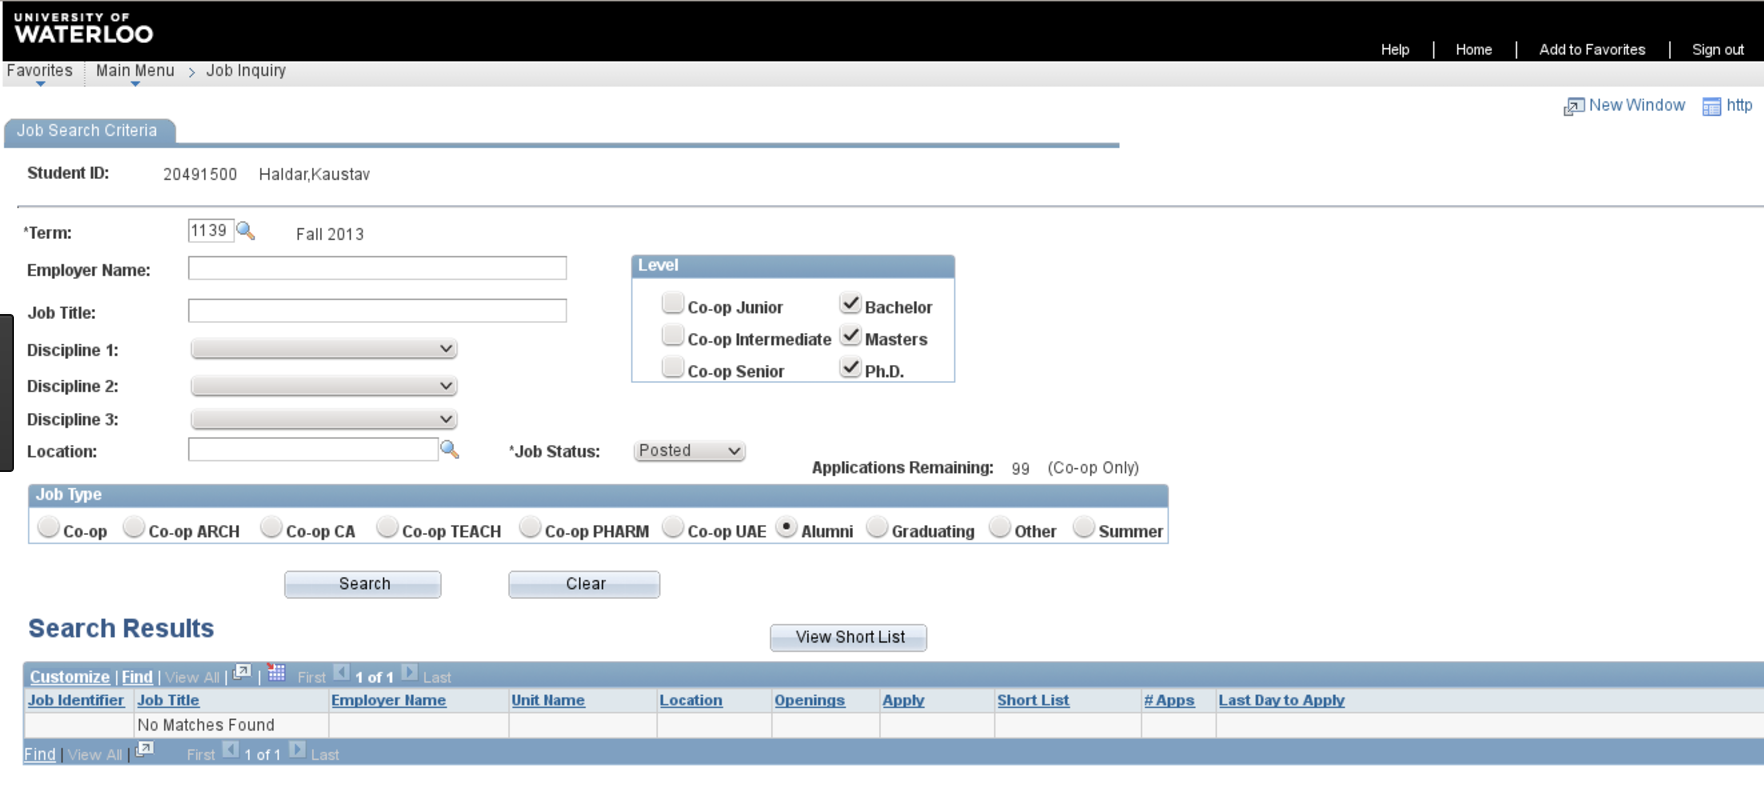 UNIVERSITY OF
WATERLOO
Help | Home | Add to Favorites | Sign out
Favorites Main Menu > Job Inquiry
New Window http
Job Search Criteria
Student ID: 20491500 Haldar,Kaustav
*Term: 1139 Fall 2013
Employer Name:
Level
Job Title:
Co-op Junior Bachelor
Co-op Intermediate Masters
Co-op Senior Ph.D.
Discipline 1:
Discipline 2:
Discipline 3:
Location: *Job Status: Posted
Applications Remaining: 99 (Co-op Only)
Job Type
Co-op Co-op ARCH Co-op CA Co-op TEACH Co-op PHARM Co-op UAE Alumni Graduating Other Summer
Search Clear
Search Results
View Short List
Customize | Find | View All | | First 1 of 1 Last
Job Identifier Job Title Employer Name Unit Name Location Openings Apply Short List # Apps Last Day to Apply
No Matches Found
Find | View All | First 1 of 1 Last